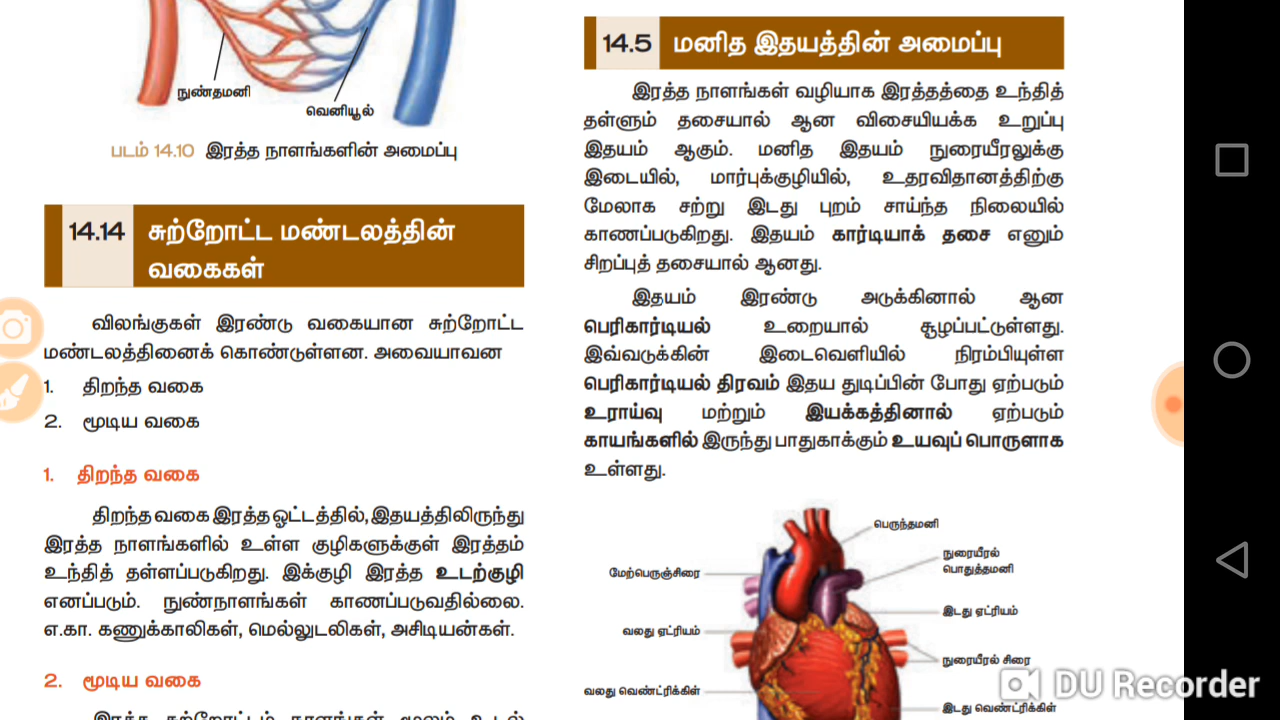 நுண்தமனி
வெனியூல்
படம் 14.10 இரத்த நாளங்களின் அமைப்பு
14.14 சுற்றோட்ட மண்டலத்தின்
வகைகள்
விலங்குகள் இரண்டு வகையான சுற்றோட்ட
மண்டலத்தினைக் கொண்டுள்ளன. அவையாவன
1. திறந்த வகை
2. மூடிய வகை
1. திறந்த வகை
திறந்த வகை இரத்த ஓட்டத்தில், இதயத்திலிருந்து
இரத்த நாளங்களில் உள்ள குழிகளுக்குள் இரத்தம்
உந்தித் தள்ளப்படுகிறது. இக்குழி இரத்த உடற்குழி
எனப்படும். நுண்நாளங்கள் காணப்படுவதில்லை.
எ.கா. கணுக்காலிகள், மெல்லுடலிகள், அசிடியன்கள்.
2. மூடிய வகை
இரத்த சுற்றோட்டம் நாளங்கள் மூலம் உடல்
14.5 மனித இதயத்தின் அமைப்பு
இரத்த நாளங்கள் வழியாக இரத்தத்தை உந்தித்
தள்ளும் தசையால் ஆன விசையியக்க உறுப்பு
இதயம் ஆகும். மனித இதயம் நுரையீரலுக்கு
இடையில், மார்புக்குழியில், உதரவிதானத்திற்கு
மேலாக சற்று இடது புறம் சாய்ந்த நிலையில்
காணப்படுகிறது. இதயம் கார்டியாக் தசை எனும்
சிறப்புத் தசையால் ஆனது.
இதயம் இரண்டு அடுக்கினால் ஆன
பெரிகார்டியல் உறையால் சூழப்பட்டுள்ளது.
இவ்வடுக்கின் இடைவெளியில் நிரம்பியுள்ள
பெரிகார்டியல் திரவம் இதய துடிப்பின் போது ஏற்படும்
உராய்வு மற்றும் இயக்கத்தினால் ஏற்படும்
காயங்களில் இருந்து பாதுகாக்கும் உயவுப் பொருளாக
உள்ளது.
பெருந்தமனி
நுரையீரல்
பொதுத்தமனி
மேற்பெருஞ்சிரை
இடது ஏட்ரியம்
வலது ஏட்ரியம்
நுரையீரல் சிரை
வலது வெண்ட்ரிக்கிள்
இடது வெண்ட்ரிக்கிள்
DU Recorder